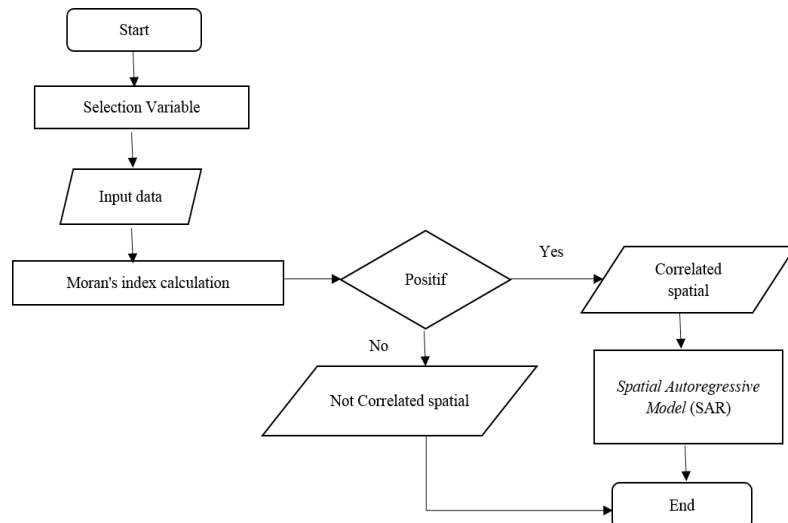 Start
Selection Variable
Input data
Moran's index calculation
Positif
Yes
Correlated
spatial
No
Not Correlated spatial
Spatial Autoregressive
Model (SAR)
End